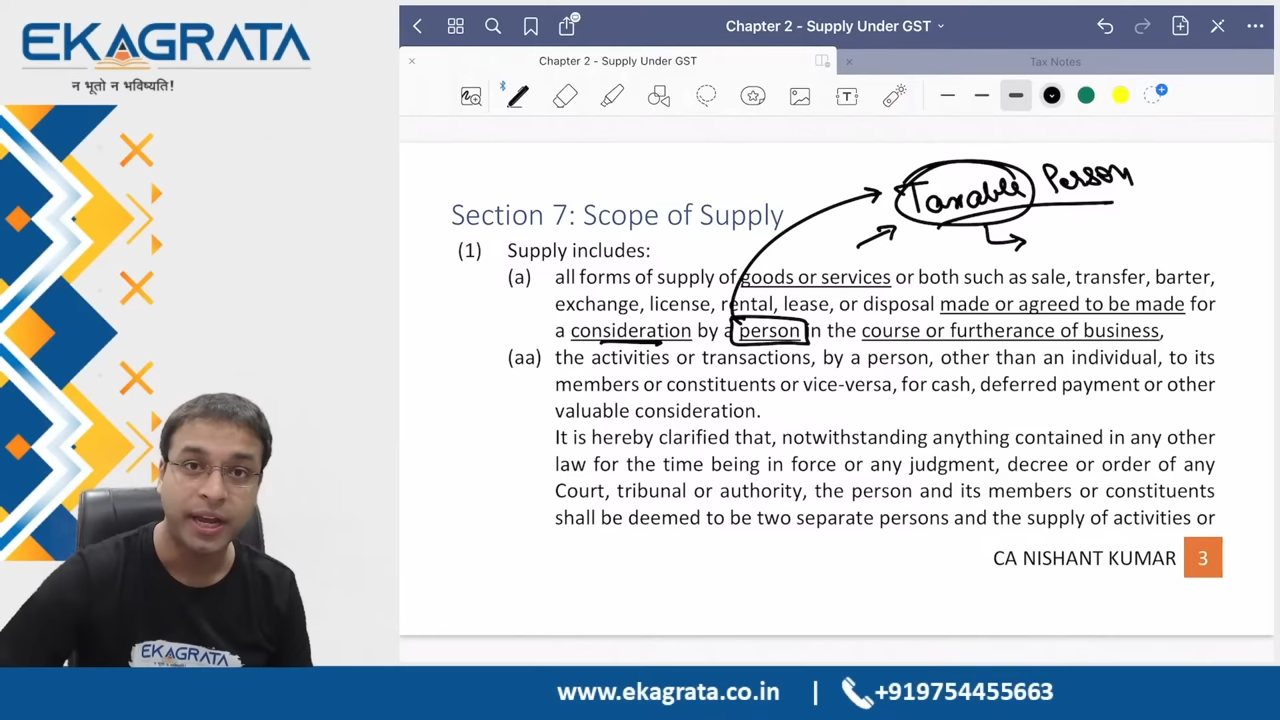 EKAGRATA
न भूतो न भविष्यति!
Chapter 2 - Supply Under GST
Chapter 2 - Supply Under GST
Tax Notes
Taxable Person
Section 7: Scope of Supply
(1) Supply includes:
(a) all forms of supply of goods or services or both such as sale, transfer, barter,
exchange, license, rental, lease, or disposal made or agreed to be made for
a consideration by a person in the course or furtherance of business,
(aa) the activities or transactions, by a person, other than an individual, to its
members or constituents or vice-versa, for cash, deferred payment or other
valuable consideration.
It is hereby clarified that, notwithstanding anything contained in any other
law for the time being in force or any judgment, decree or order of any
Court, tribunal or authority, the person and its members or constituents
shall be deemed to be two separate persons and the supply of activities or
CA NISHANT KUMAR 3
EKAGRATA
www.ekagrata.co.in | +919754455663